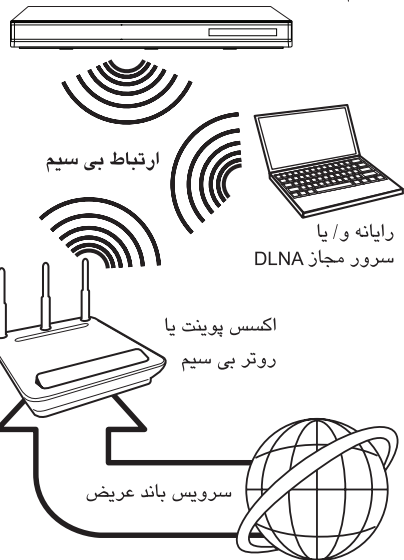 ارتباط بی سیم
رایانه و/ یا
سرور مجاز DLNA
اکسس پوینت یا
روتر بی سیم
سرویس باند عریض